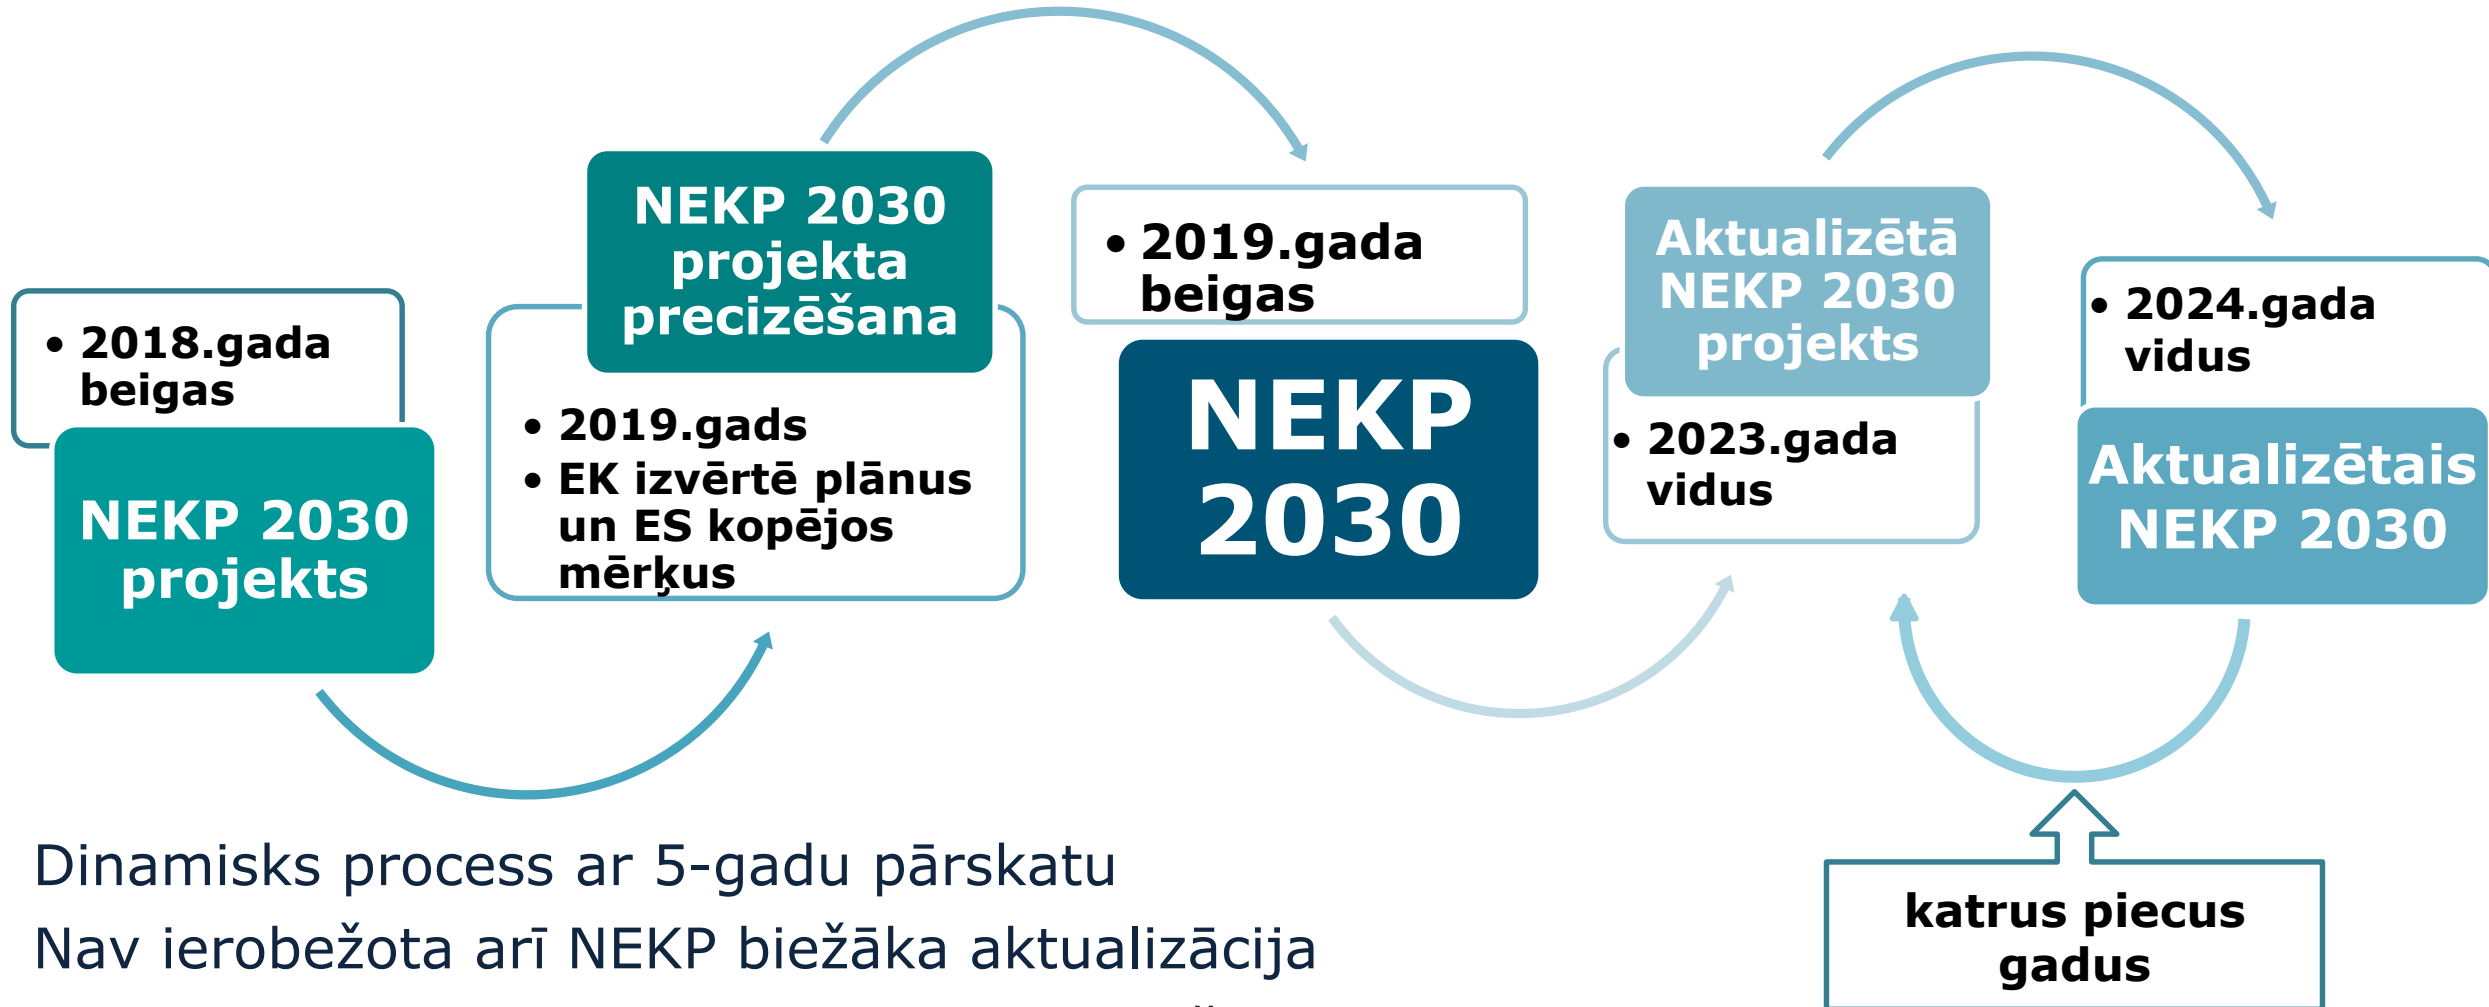 • 2018.gada
beigas
NEKP 2030
projekts
NEKP 2030
projekta
precizēšana
• 2019.gads
• EK izvērtē plānus
un ES kopējos
mērķus
• 2019.gada
beigas
NEKP
2030
Aktualizētā
NEKP 2030
projekts
• 2023.gada
vidus
• 2024.gada
vidus
Aktualizētais
NEKP 2030
katrus piecus
gadus
Dinamisks process ar 5-gadu pārskatu
Nav ierobežota arī NEKP biežāka aktualizācija